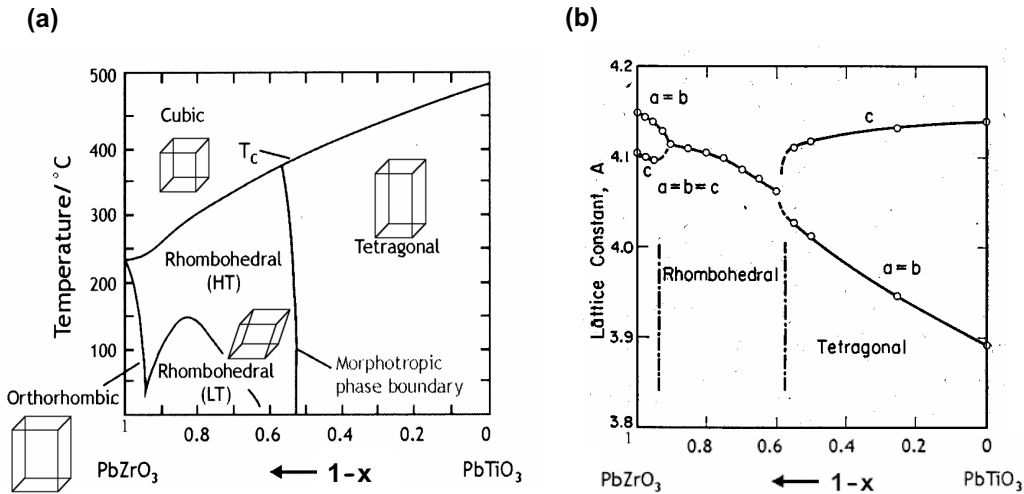 (a)
500
400
300
200
100
Temperature/°C
Cubic
Tc
Tetragonal
Rhombohedral
(HT)
Rhombohedral
(LT)
Morphotropic
phase boundary
Orthorhombic
1
0.8
0.6
0.4
0.2
0
PbZrO3
← 1-x
PbTiO3
(b)
4.2
4.1
4.0
3.9
3.8
Lattice Constant, A
a=b
c
a=b=c
c
a=b
Rhombohedral
Tetragonal
1
0.8
0.6
0.4
0.2
0
PbZrO3
← 1-x
PbTiO3